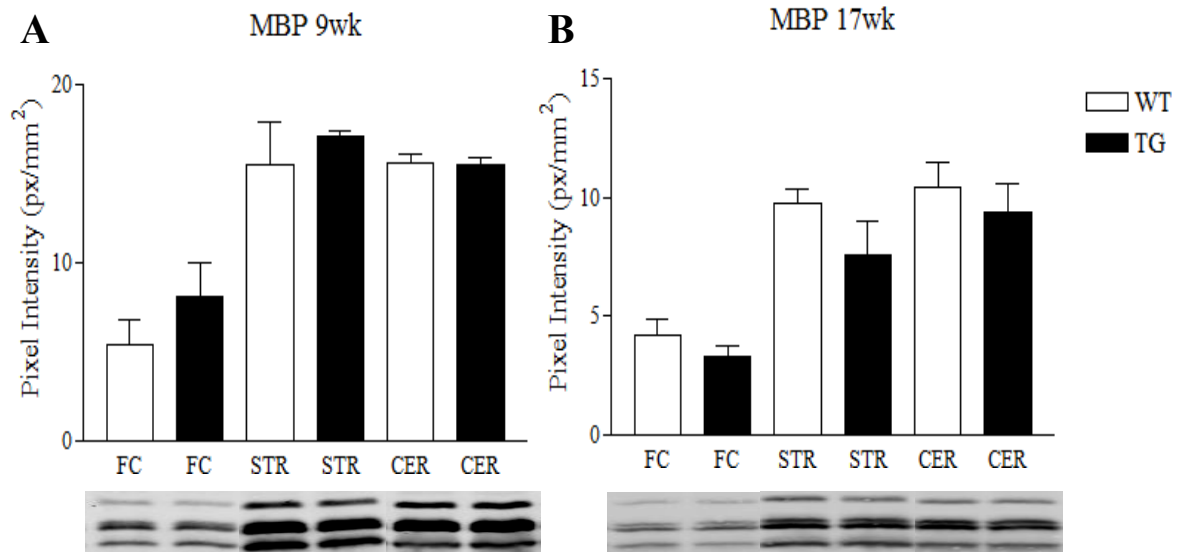 A
MBP 9wk
Pixel Intensity (px/mm²)
20
10
0
FC FC STR STR CER CER
B
MBP 17wk
Pixel Intensity (px/mm²)
15
10
5
0
FC FC STR STR CER CER
WT
TG